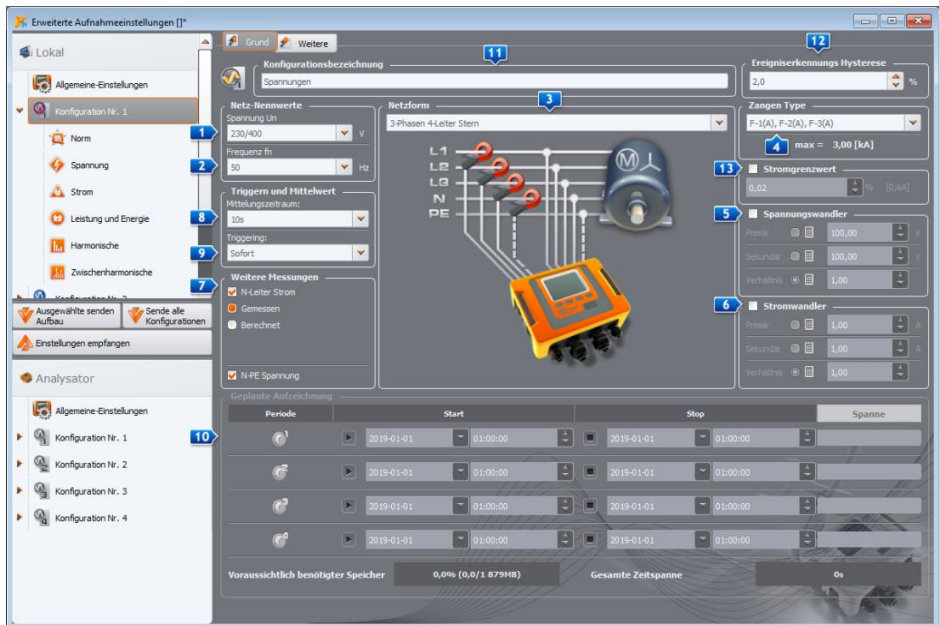 Erweiterte Aufnahmeeinstellungen []*
Lokal
Allgemeine-Einstellungen
Konfiguration Nr. 1
Norm
Spannung
Strom
Leistung und Energie
Harmonische
Zwischenharmonische
Konfiguration Nr. 2
Ausgewählte senden Aufbau
Sende alle Konfigurationen
Einstellungen empfangen
Analysator
Allgemeine-Einstellungen
Konfiguration Nr. 1
Konfiguration Nr. 2
Konfiguration Nr. 3
Konfiguration Nr. 4
Grund
Weitere
11
12
Konfigurationsbezeichnung
Spannungen
Ereigniserkennungs Hysterese
2,0 %
Netz-Nennwerte
Spannung Un
1
230/400 V
Frequenz fn
2
50 Hz
Netzform
3
3-Phasen 4-Leiter Stern
L1
L2
L3
N
PE
M
Zangen Type
F-1(A), F-2(A), F-3(A)
4
max = 3,00 [kA]
Triggern und Mittelwert
Mittelungszeitraum:
8
10s
Triggering:
9
Sofort
13
Stromgrenzwert
0,02 % [0,6A]
5
Spannungswandler
Primär 100,00 V
Sekundär 100,00 V
Verhältnis 1,00
7
Weitere Messungen
N-Leiter Strom
Gemessen
Berechnet
N-PE Spannung
6
Stromwandler
Primär 1,00 A
Sekundär 1,00 A
Verhältnis 1,00
Geplante Aufzeichnung
Periode Start Stop Spanne
10
1 2019-01-01 01:00:00 2019-01-01 01:00:00
2 2019-01-01 01:00:00 2019-01-01 01:00:00
3 2019-01-01 01:00:00 2019-01-01 01:00:00
4 2019-01-01 01:00:00 2019-01-01 01:00:00
Voraussichtlich benötigter Speicher 0,0% (0,0/1 879MB) Gesamte Zeitspanne 0s